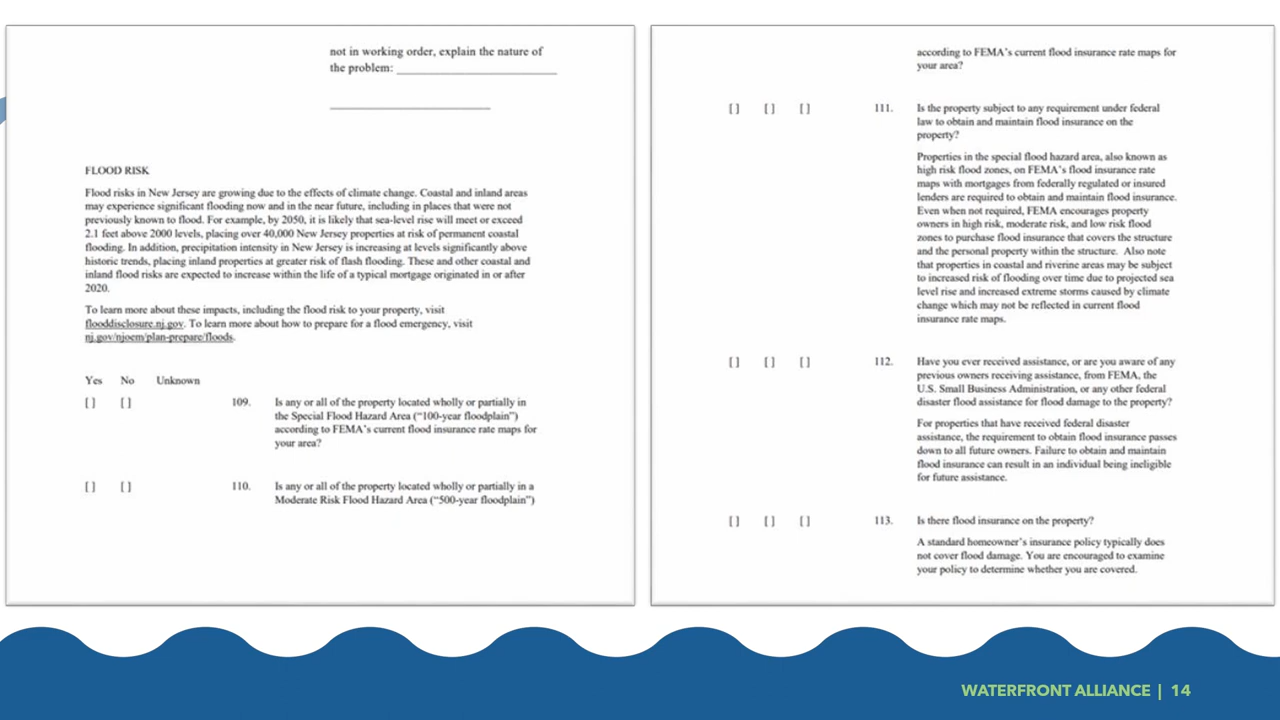 not in working order, explain the nature of
the problem: ____________________________
____________________________
FLOOD RISK
Flood risks in New Jersey are growing due to the effects of climate change. Coastal and inland areas
may experience significant flooding now and in the near future, including in places that were not
previously known to flood. For example, by 2050, it is likely that sea-level rise will meet or exceed
2.1 feet above 2000 levels, placing over 40,000 New Jersey properties at risk of permanent coastal
flooding. In addition, precipitation intensity in New Jersey is increasing at levels significantly above
historic trends, placing inland properties at greater risk of flash flooding. These and other coastal and
inland flood risks are expected to increase within the life of a typical mortgage originated in or after
2020.
To learn more about these impacts, including the flood risk to your property, visit
flooddisclosure.nj.gov. To learn more about how to prepare for a flood emergency, visit
nj.gov/njoem/plan-prepare/floods.
Yes No Unknown
[ ] [ ] 109. Is any or all of the property located wholly or partially in
the Special Flood Hazard Area (“100-year floodplain”)
according to FEMA’s current flood insurance rate maps for
your area?
[ ] [ ] 110. Is any or all of the property located wholly or partially in a
Moderate Risk Flood Hazard Area (“500-year floodplain”)
according to FEMA’s current flood insurance rate maps for
your area?
[ ] [ ] [ ] 111. Is the property subject to any requirement under federal
law to obtain and maintain flood insurance on the
property?
Properties in the special flood hazard area, also known as
high risk flood zones, on FEMA’s flood insurance rate
maps with mortgages from federally regulated or insured
lenders are required to obtain and maintain flood insurance.
Even when not required, FEMA encourages property
owners in high risk, moderate risk, and low risk flood
zones to purchase flood insurance that covers the structure
and the personal property within the structure. Also note
that properties in coastal and riverine areas may be subject
to increased risk of flooding over time due to projected sea
level rise and increased extreme storms caused by climate
change which may not be reflected in current flood
insurance rate maps.
[ ] [ ] [ ] 112. Have you ever received assistance, or are you aware of any
previous owners receiving assistance, from FEMA, the
U.S. Small Business Administration, or any other federal
disaster flood assistance for flood damage to the property?
For properties that have received federal disaster
assistance, the requirement to obtain flood insurance passes
down to all future owners. Failure to obtain and maintain
flood insurance can result in an individual being ineligible
for future assistance.
[ ] [ ] [ ] 113. Is there flood insurance on the property?
A standard homeowner’s insurance policy typically does
not cover flood damage. You are encouraged to examine
your policy to determine whether you are covered.
WATERFRONT ALLIANCE | 14